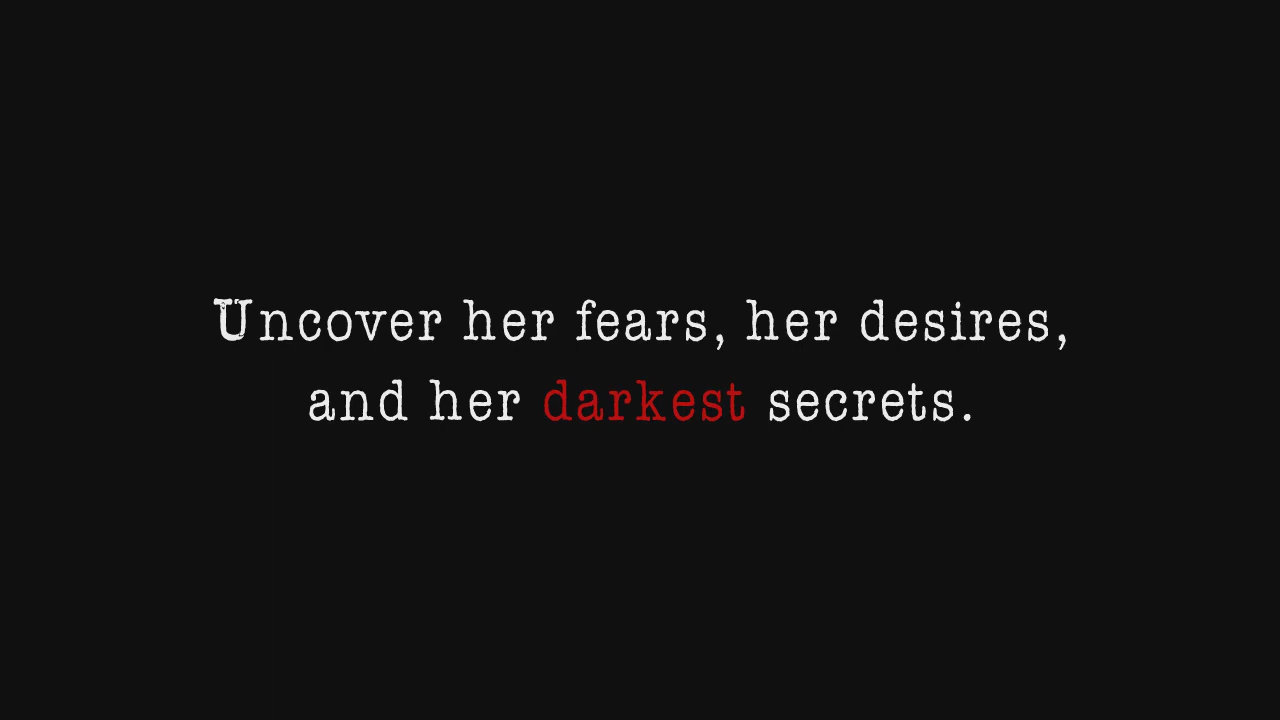 Uncover her fears, her desires,
and her darkest secrets.